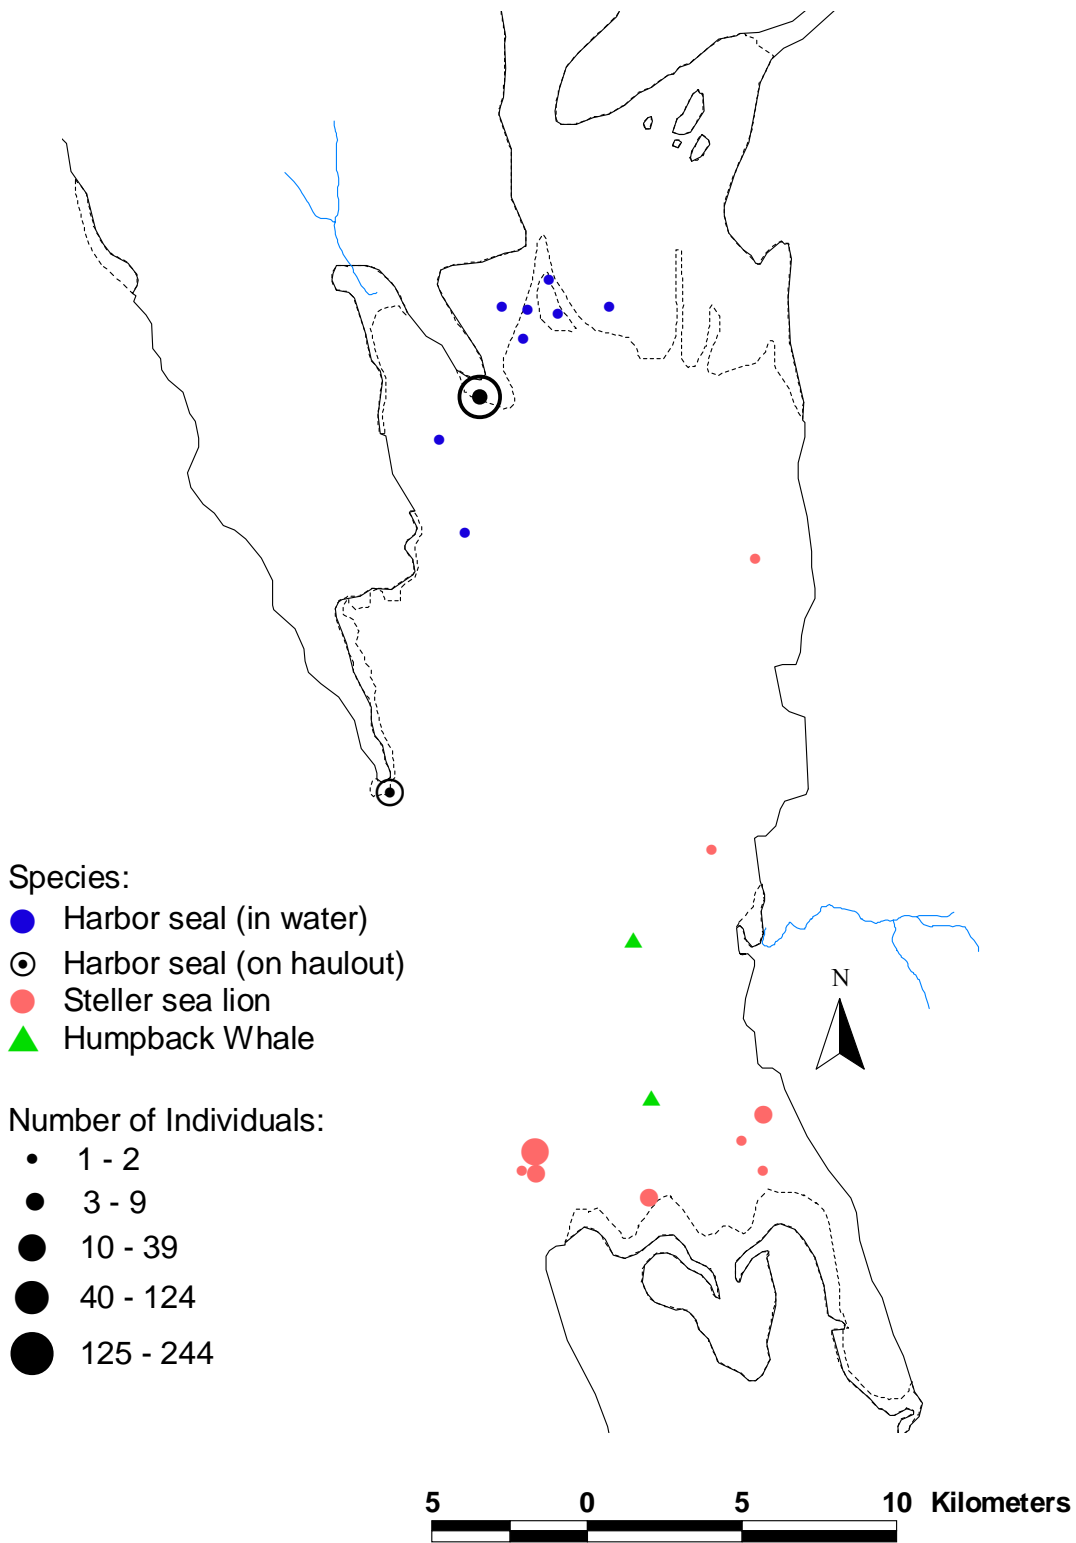 Species:
Harbor seal (in water)
Harbor seal (on haulout)
Steller sea lion
Humpback Whale
N
Number of Individuals:
1 - 2
3 - 9
10 - 39
40 - 124
125 - 244
5 0 5 10 Kilometers